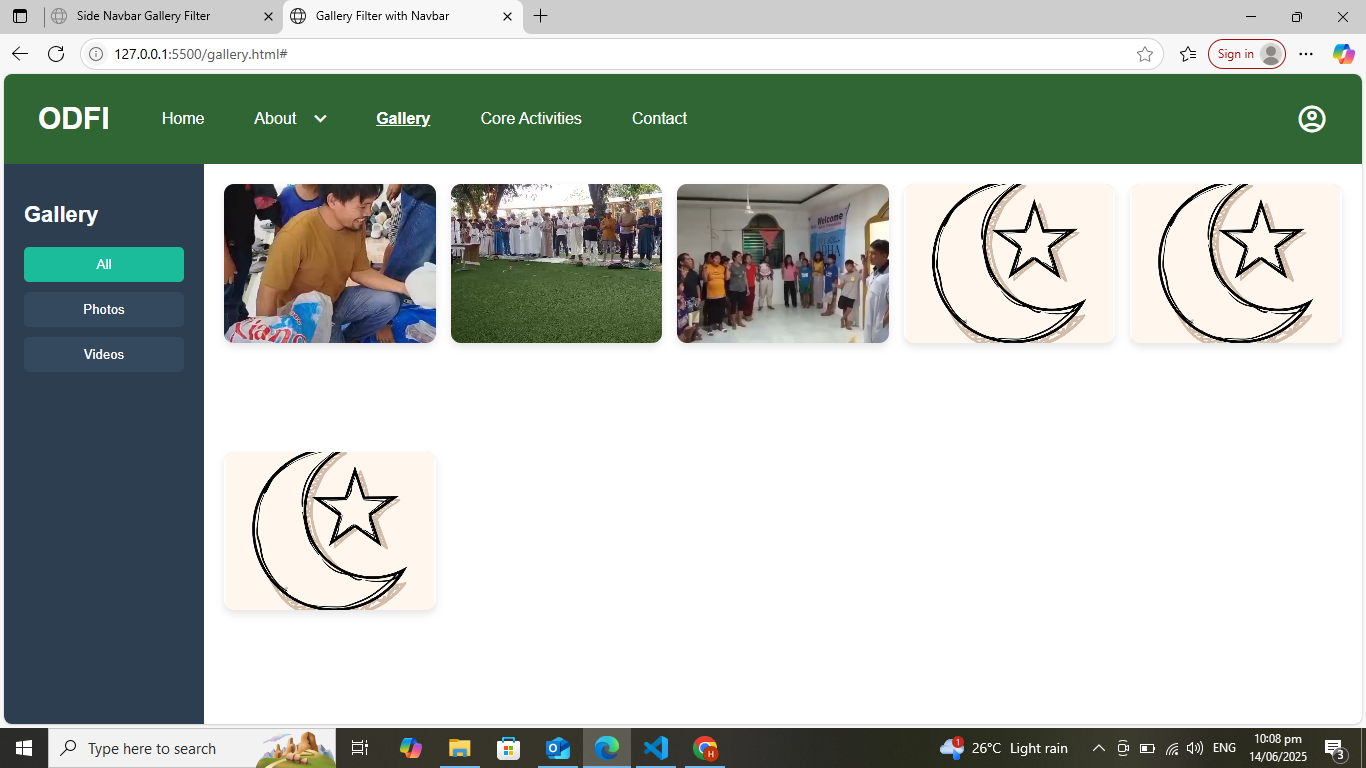 Side Navbar Gallery Filter
Gallery Filter with Navbar
127.0.0.1:5500/gallery.html#
Sign in
ODFI
Home
About
Gallery
Core Activities
Contact
Gallery
All
Photos
Videos
Welcome
Type here to search
1
26°C Light rain
ENG
10:08 pm
14/06/2025
3